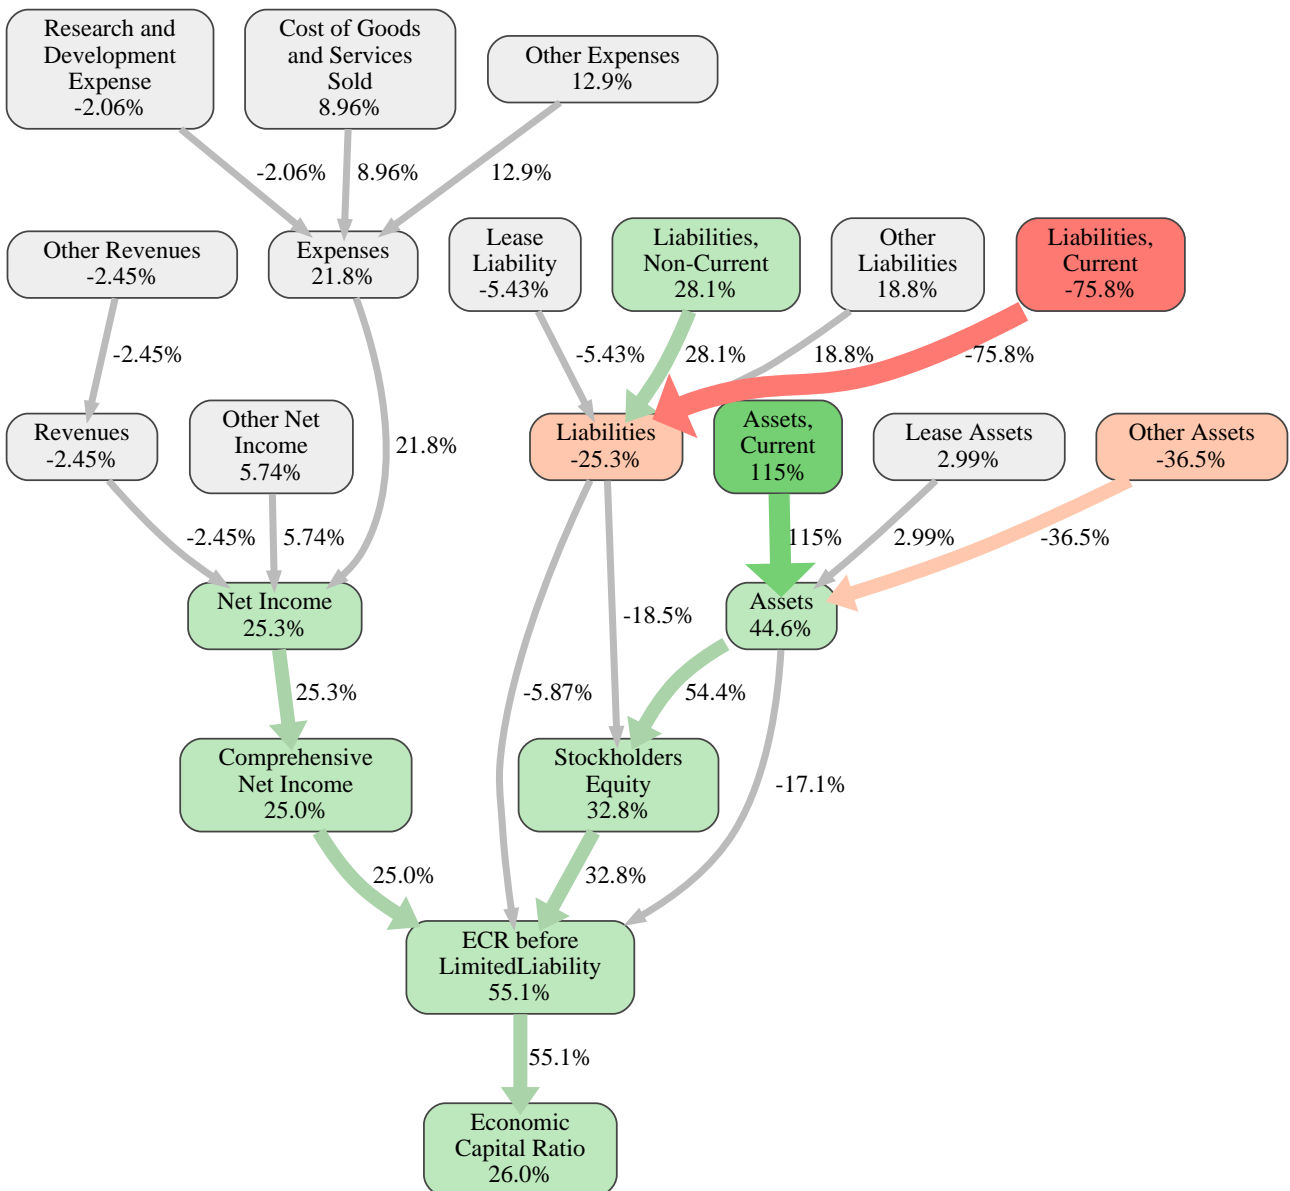 Research and
Development
Expense
-2.06%
Cost of Goods
and Services
Sold
8.96%
Other Expenses
12.9%
-2.06%
8.96%
12.9%
Other Revenues
-2.45%
Expenses
21.8%
Lease
Liability
-5.43%
Liabilities,
Non-Current
28.1%
Other
Liabilities
18.8%
Liabilities,
Current
-75.8%
-2.45%
-5.43%
28.1%
18.8%
-75.8%
Revenues
-2.45%
Other Net
Income
5.74%
21.8%
Liabilities
-25.3%
Assets,
Current
115%
Lease Assets
2.99%
Other Assets
-36.5%
-2.45%
5.74%
115%
2.99%
-36.5%
Net Income
25.3%
-18.5%
Assets
44.6%
25.3%
-5.87%
54.4%
Comprehensive
Net Income
25.0%
Stockholders
Equity
32.8%
-17.1%
25.0%
32.8%
ECR before
LimitedLiability
55.1%
55.1%
Economic
Capital Ratio
26.0%